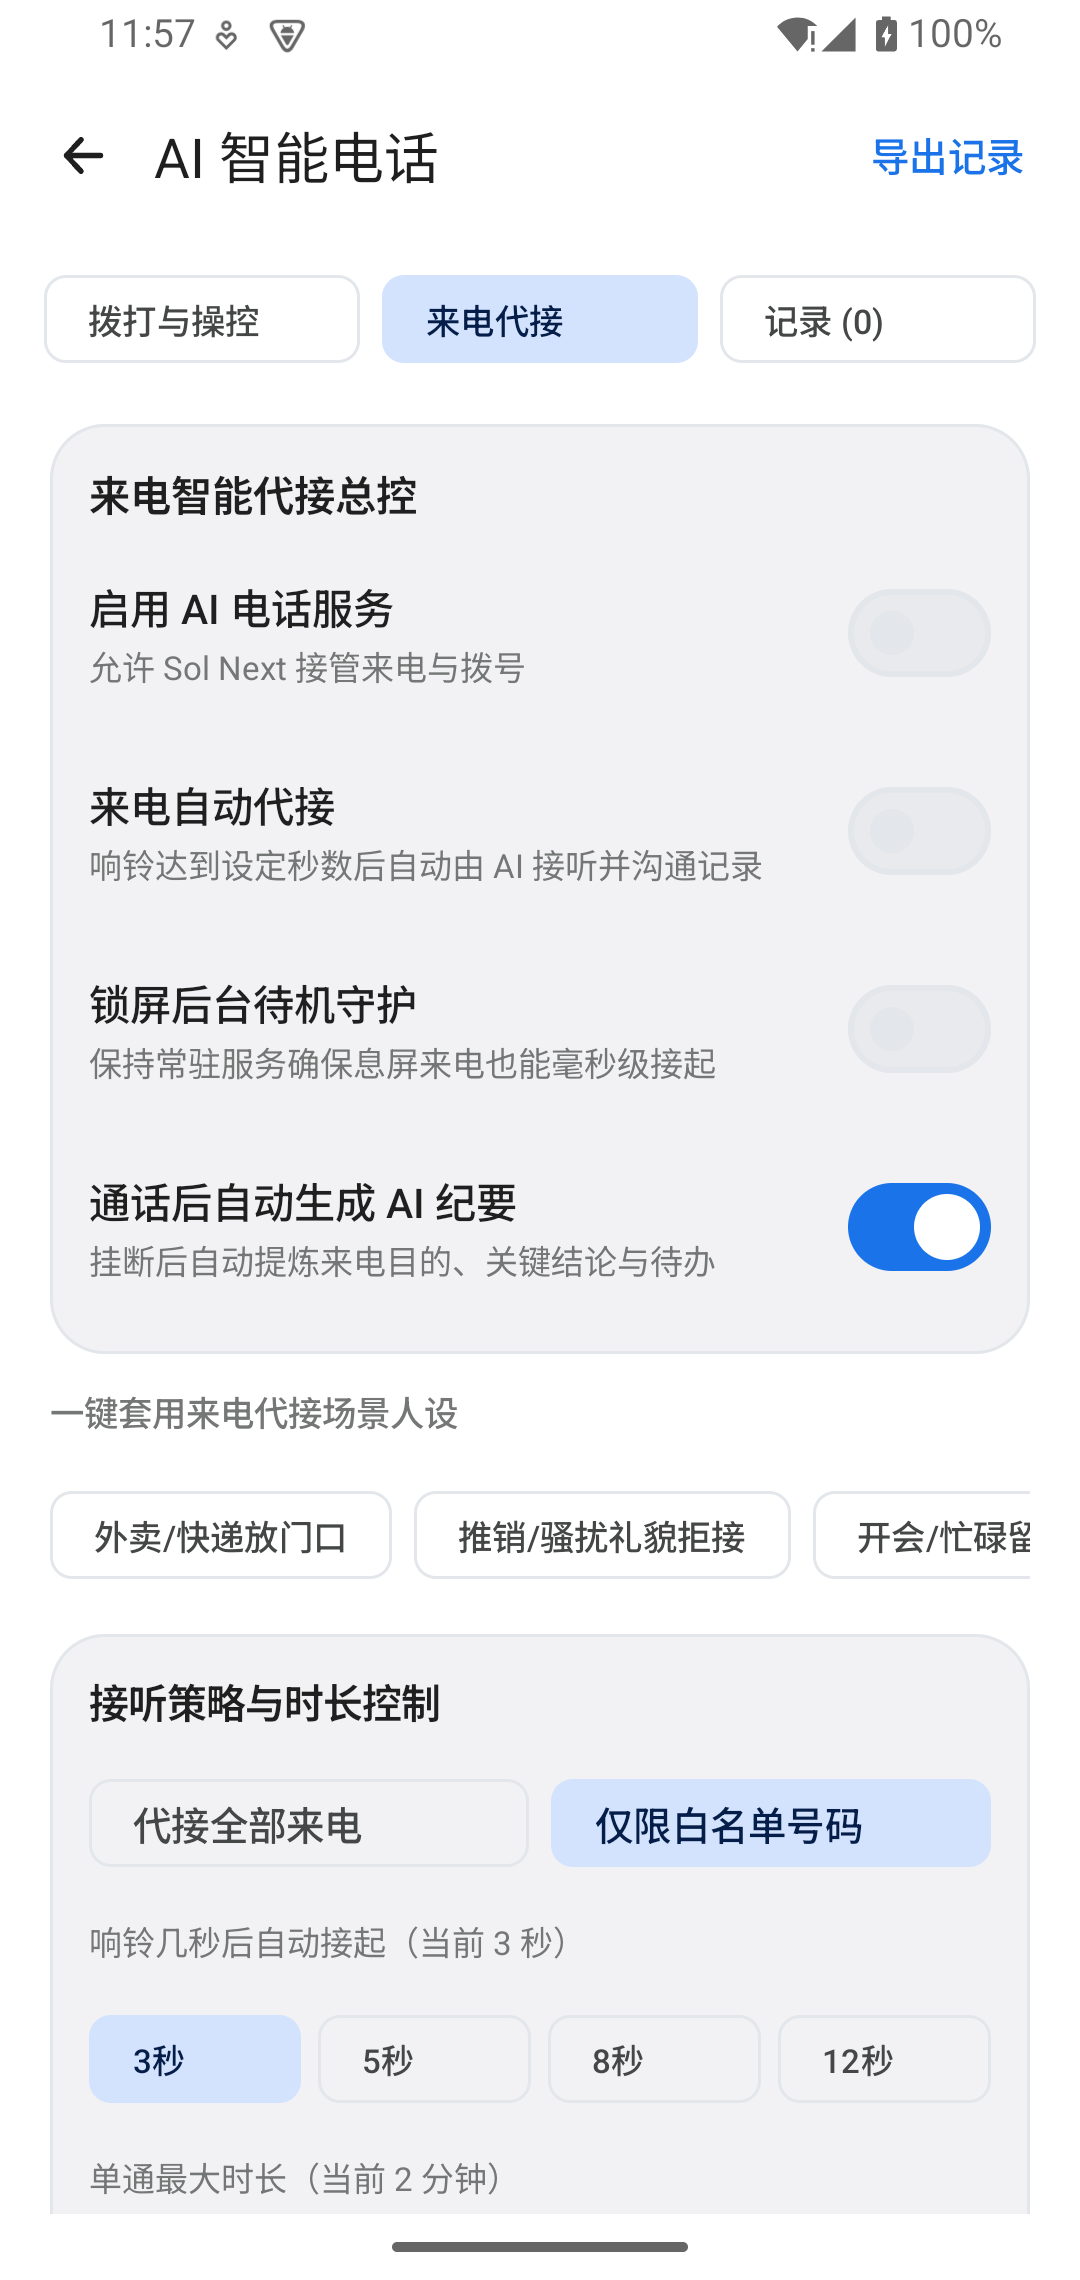 11:57
100%
AI 智能电话
导出记录
拨打与操控
来电代接
记录 (0)
来电智能代接总控
启用 AI 电话服务
允许 Sol Next 接管来电与拨号
来电自动代接
响铃达到设定秒数后自动由 AI 接听并沟通记录
锁屏后台待机守护
保持常驻服务确保息屏来电也能毫秒级接起
通话后自动生成 AI 纪要
挂断后自动提炼来电目的、关键结论与待办
一键套用来电代接场景人设
外卖/快递放门口
推销/骚扰礼貌拒接
开会/忙碌留
接听策略与时长控制
代接全部来电
仅限白名单号码
响铃几秒后自动接起（当前 3 秒）
3秒
5秒
8秒
12秒
单通最大时长（当前 2 分钟）